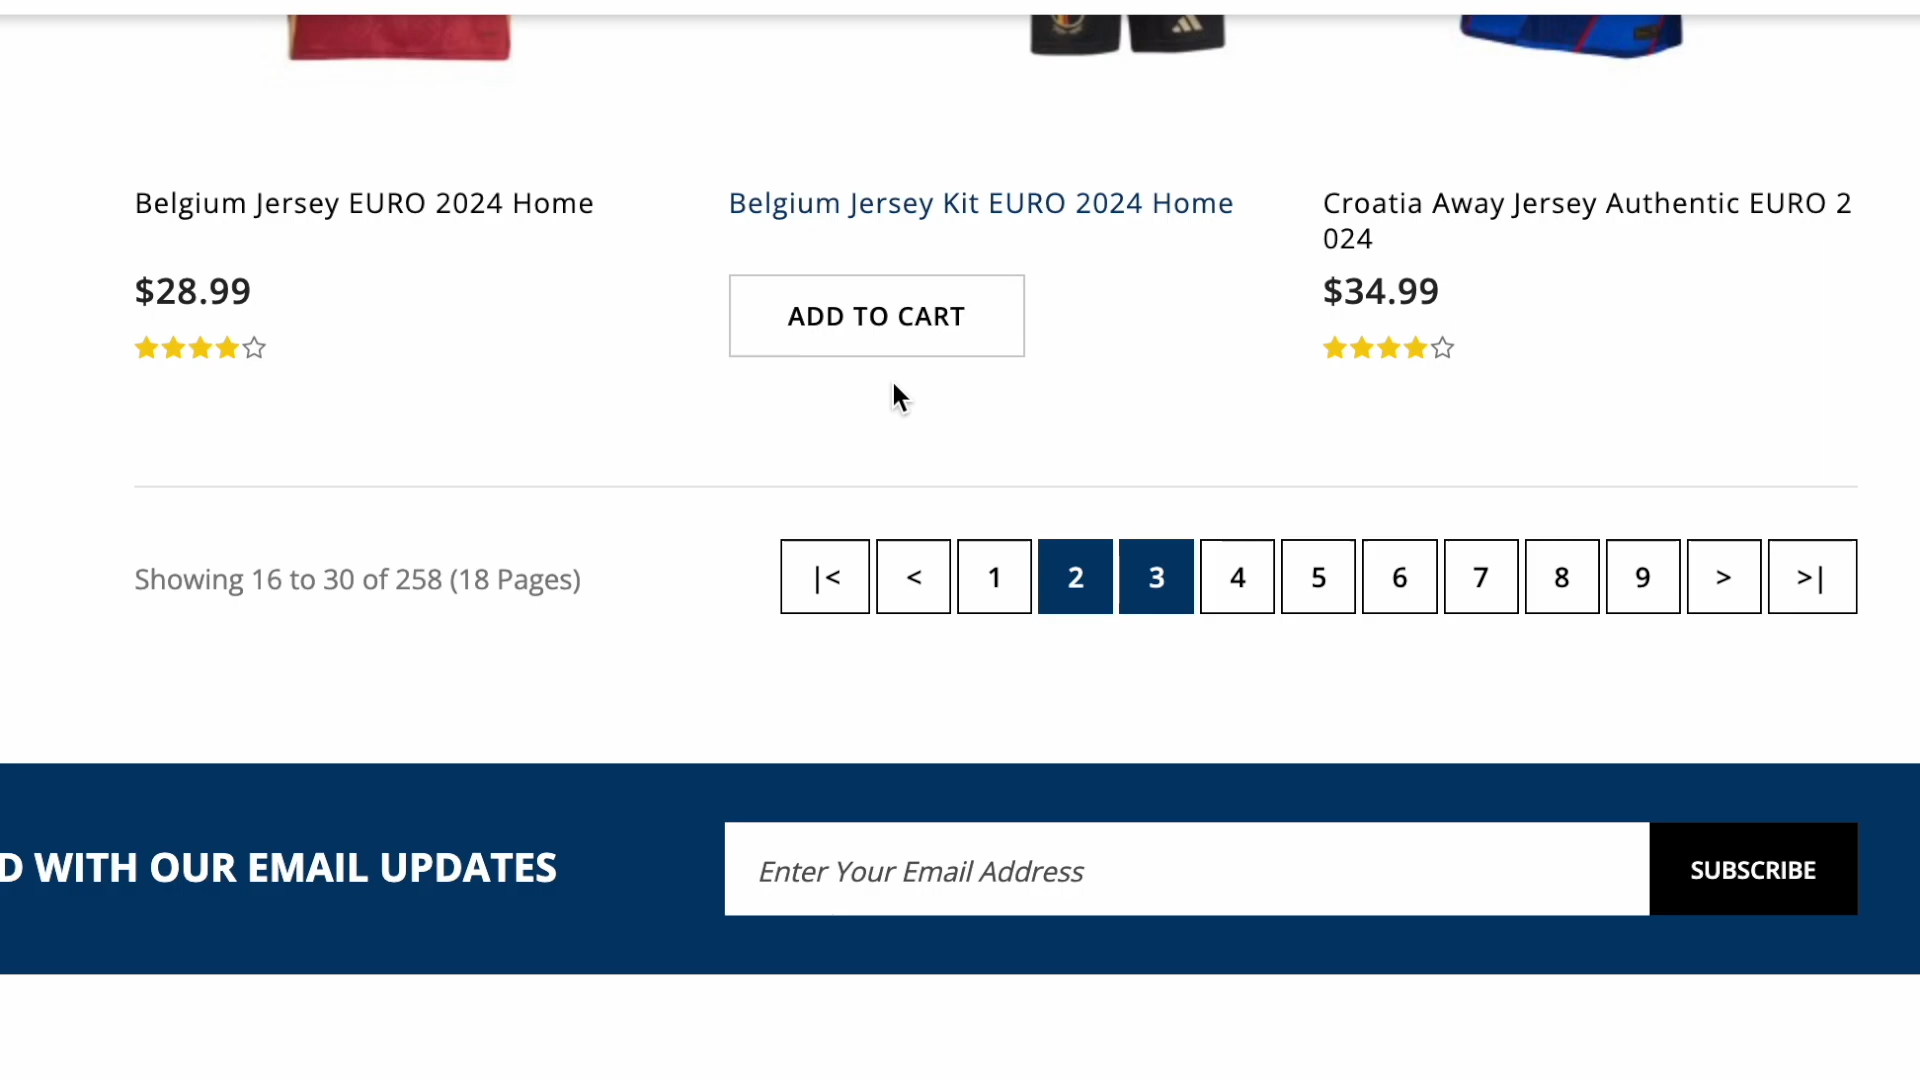 Belgium Jersey EURO 2024 Home
Belgium Jersey Kit EURO 2024 Home
Croatia Away Jersey Authentic EURO 2
024
$28.99
ADD TO CART
$34.99
Showing 16 to 30 of 258 (18 Pages)
|< < 1 2 3 4 5 6 7 8 9 > >|
D WITH OUR EMAIL UPDATES
Enter Your Email Address
SUBSCRIBE